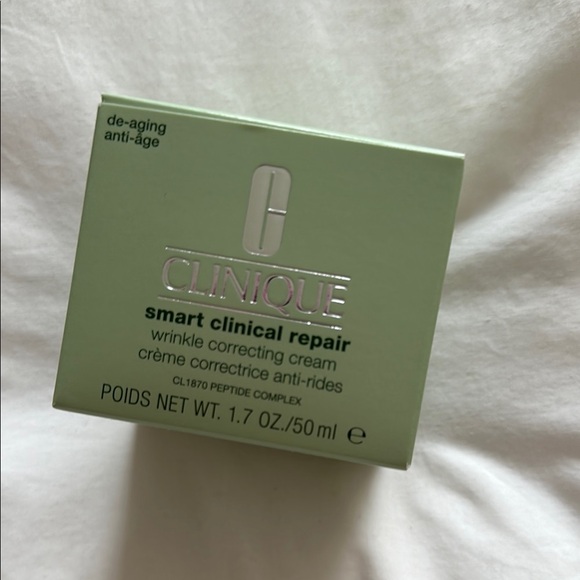 de-aging
anti-âge
C
CLINIQUE
smart clinical repair
wrinkle correcting cream
crème correctrice anti-rides
CL1870 PEPTIDE COMPLEX
POIDS NET WT. 1.7 OZ./50 ml ℮